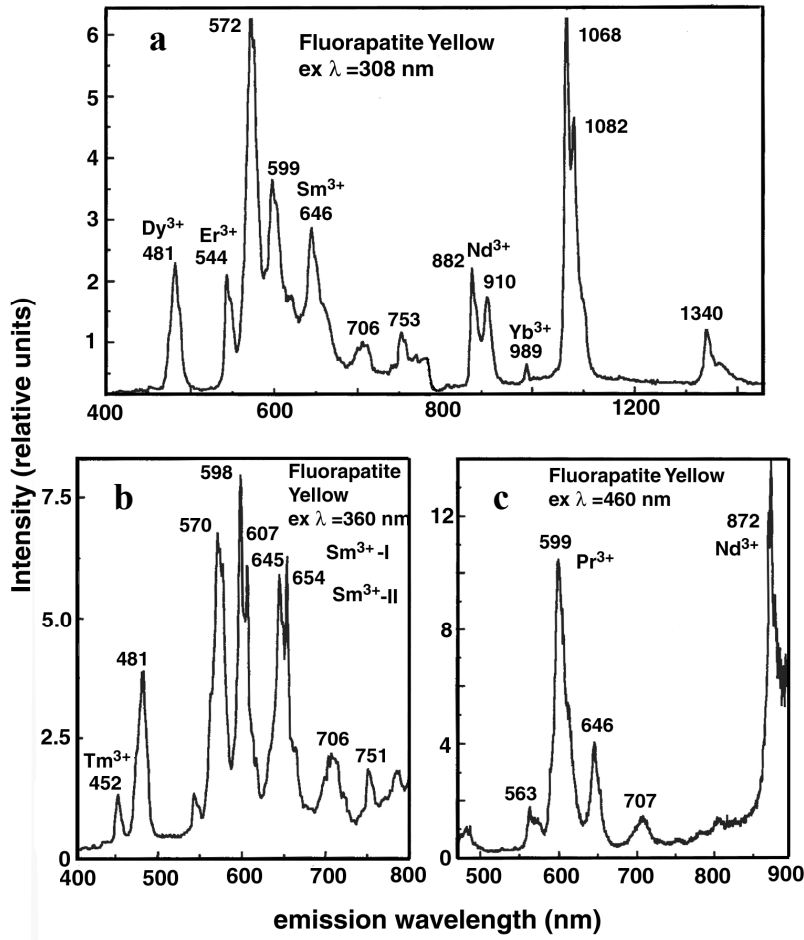 Intensity (relative units)
a
Fluorapatite Yellow
ex λ =308 nm
6
5
4
3
2
1
572
1068
1082
599
Sm³⁺
646
Dy³⁺
481
Er³⁺
544
706
753
882
Nd³⁺
910
Yb³⁺
989
1340
400
600
800
1200
b
Fluorapatite
Yellow
ex λ =360 nm
Sm³⁺-I
Sm³⁺-II
7.5
5.0
2.5
0
598
570
607
645
654
481
Tm³⁺
452
706
751
400
500
600
700
800
c
Fluorapatite Yellow
ex λ =460 nm
12
8
4
0
872
Nd³⁺
599
Pr³⁺
646
563
707
500
600
700
800
900
emission wavelength (nm)